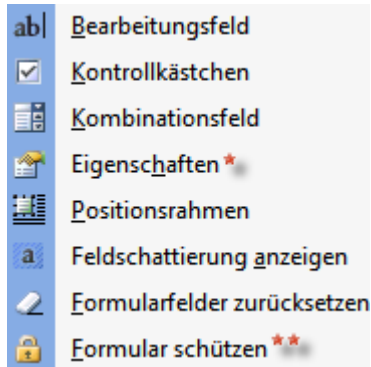 ab| Bearbeitungsfeld
Kontrollkästchen
Kombinationsfeld
Eigenschaften *
Positionsrahmen
a Feldschattierung anzeigen
Formularfelder zurücksetzen
Formular schützen **